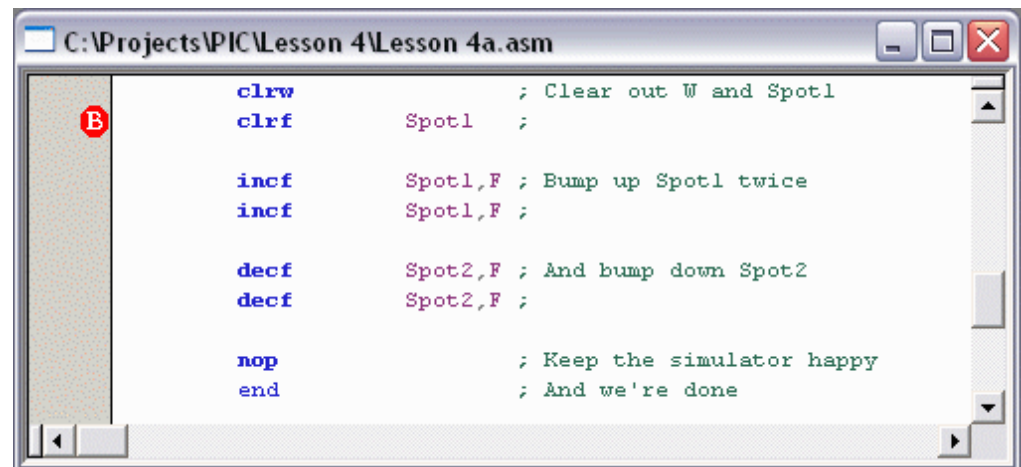 C:\Projects\PIC\Lesson 4\Lesson 4a.asm
clrw ; Clear out W and Spot1
B clrf Spot1 ;
incf Spot1,F ; Bump up Spot1 twice
incf Spot1,F ;
decf Spot2,F ; And bump down Spot2
decf Spot2,F ;
nop ; Keep the simulator happy
end ; And we're done